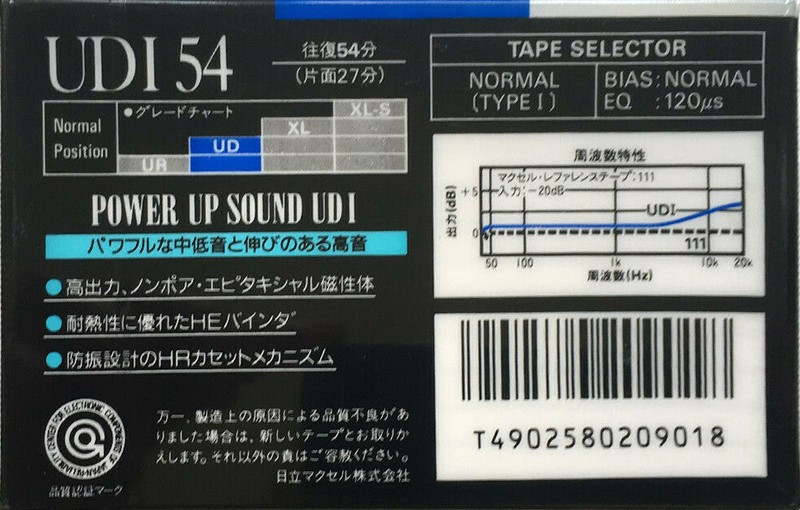 UDI 54
往復54分
(片面27分)
Normal
Position
●グレードチャート
UR
UD
XL
XL-S
POWER UP SOUND UD I
パワフルな中低音と伸びのある高音
●高出力、ノンポア・エピタキシャル磁性体
●耐熱性に優れたHEバインダ
●防振設計のHRカセットメカニズム
万一、製造上の原因による品質不良があ
りました場合は、新しいテープとお取りか
えします。それ以外の責はご容赦ください。
日立マクセル株式会社
TAPE SELECTOR
NORMAL
(TYPE I)
BIAS : NORMAL
EQ : 120μs
周波数特性
マクセル・レファレンステープ:111
入力:-20dB
出力(dB)
+5
0
UDI
111
50 100 1k 10k 20k
周波数(Hz)
T4902580209018